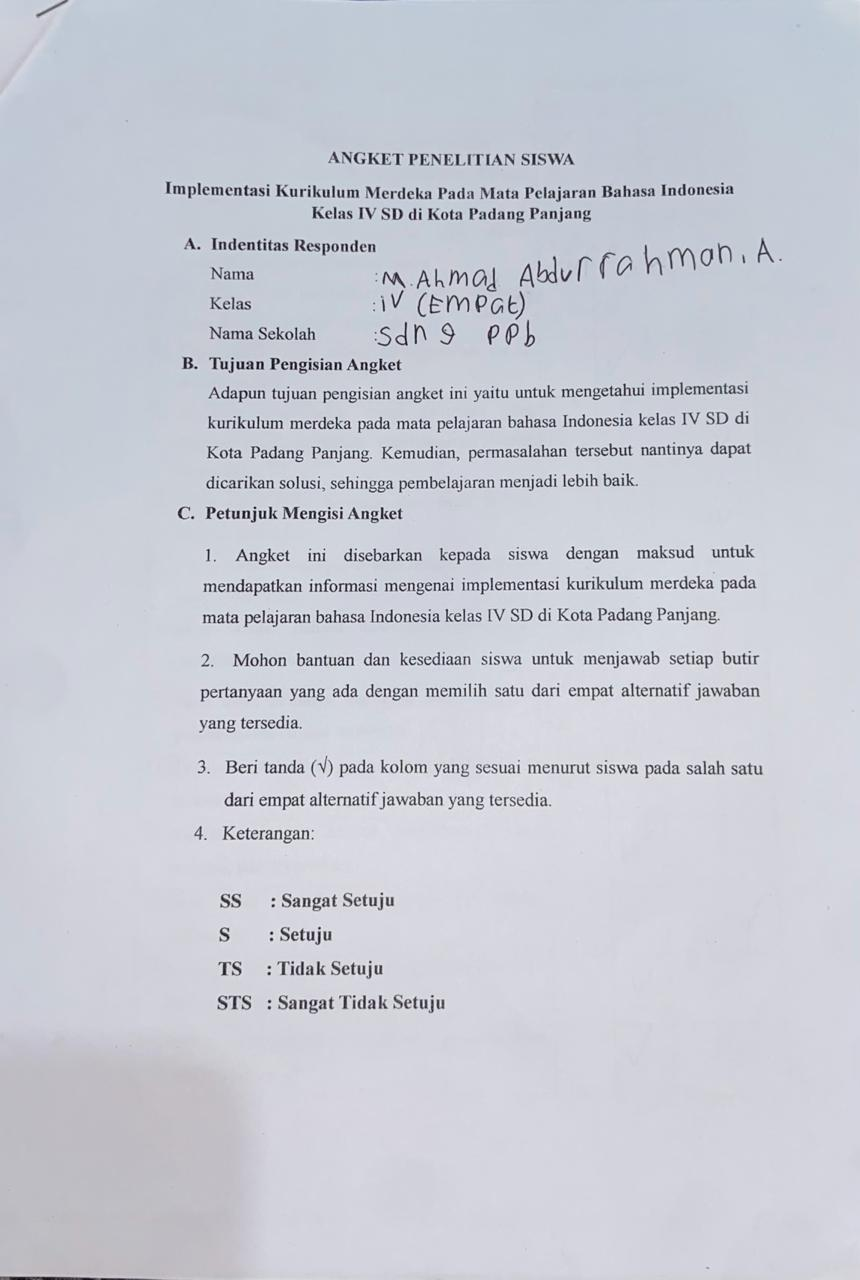 ANGKET PENELITIAN SISWA
Implementasi Kurikulum Merdeka Pada Mata Pelajaran Bahasa Indonesia
Kelas IV SD di Kota Padang Panjang
A. Indentitas Responden
Nama :M.Ahmad Abdurrahman, A.
Kelas :iV (EmPat)
Nama Sekolah :Sdn 9 PPb
B. Tujuan Pengisian Angket
Adapun tujuan pengisian angket ini yaitu untuk mengetahui implementasi
kurikulum merdeka pada mata pelajaran bahasa Indonesia kelas IV SD di
Kota Padang Panjang. Kemudian, permasalahan tersebut nantinya dapat
dicarikan solusi, sehingga pembelajaran menjadi lebih baik.
C. Petunjuk Mengisi Angket
1. Angket ini disebarkan kepada siswa dengan maksud untuk
mendapatkan informasi mengenai implementasi kurikulum merdeka pada
mata pelajaran bahasa Indonesia kelas IV SD di Kota Padang Panjang.
2. Mohon bantuan dan kesediaan siswa untuk menjawab setiap butir
pertanyaan yang ada dengan memilih satu dari empat alternatif jawaban
yang tersedia.
3. Beri tanda (√) pada kolom yang sesuai menurut siswa pada salah satu
dari empat alternatif jawaban yang tersedia.
4. Keterangan:
SS : Sangat Setuju
S : Setuju
TS : Tidak Setuju
STS : Sangat Tidak Setuju